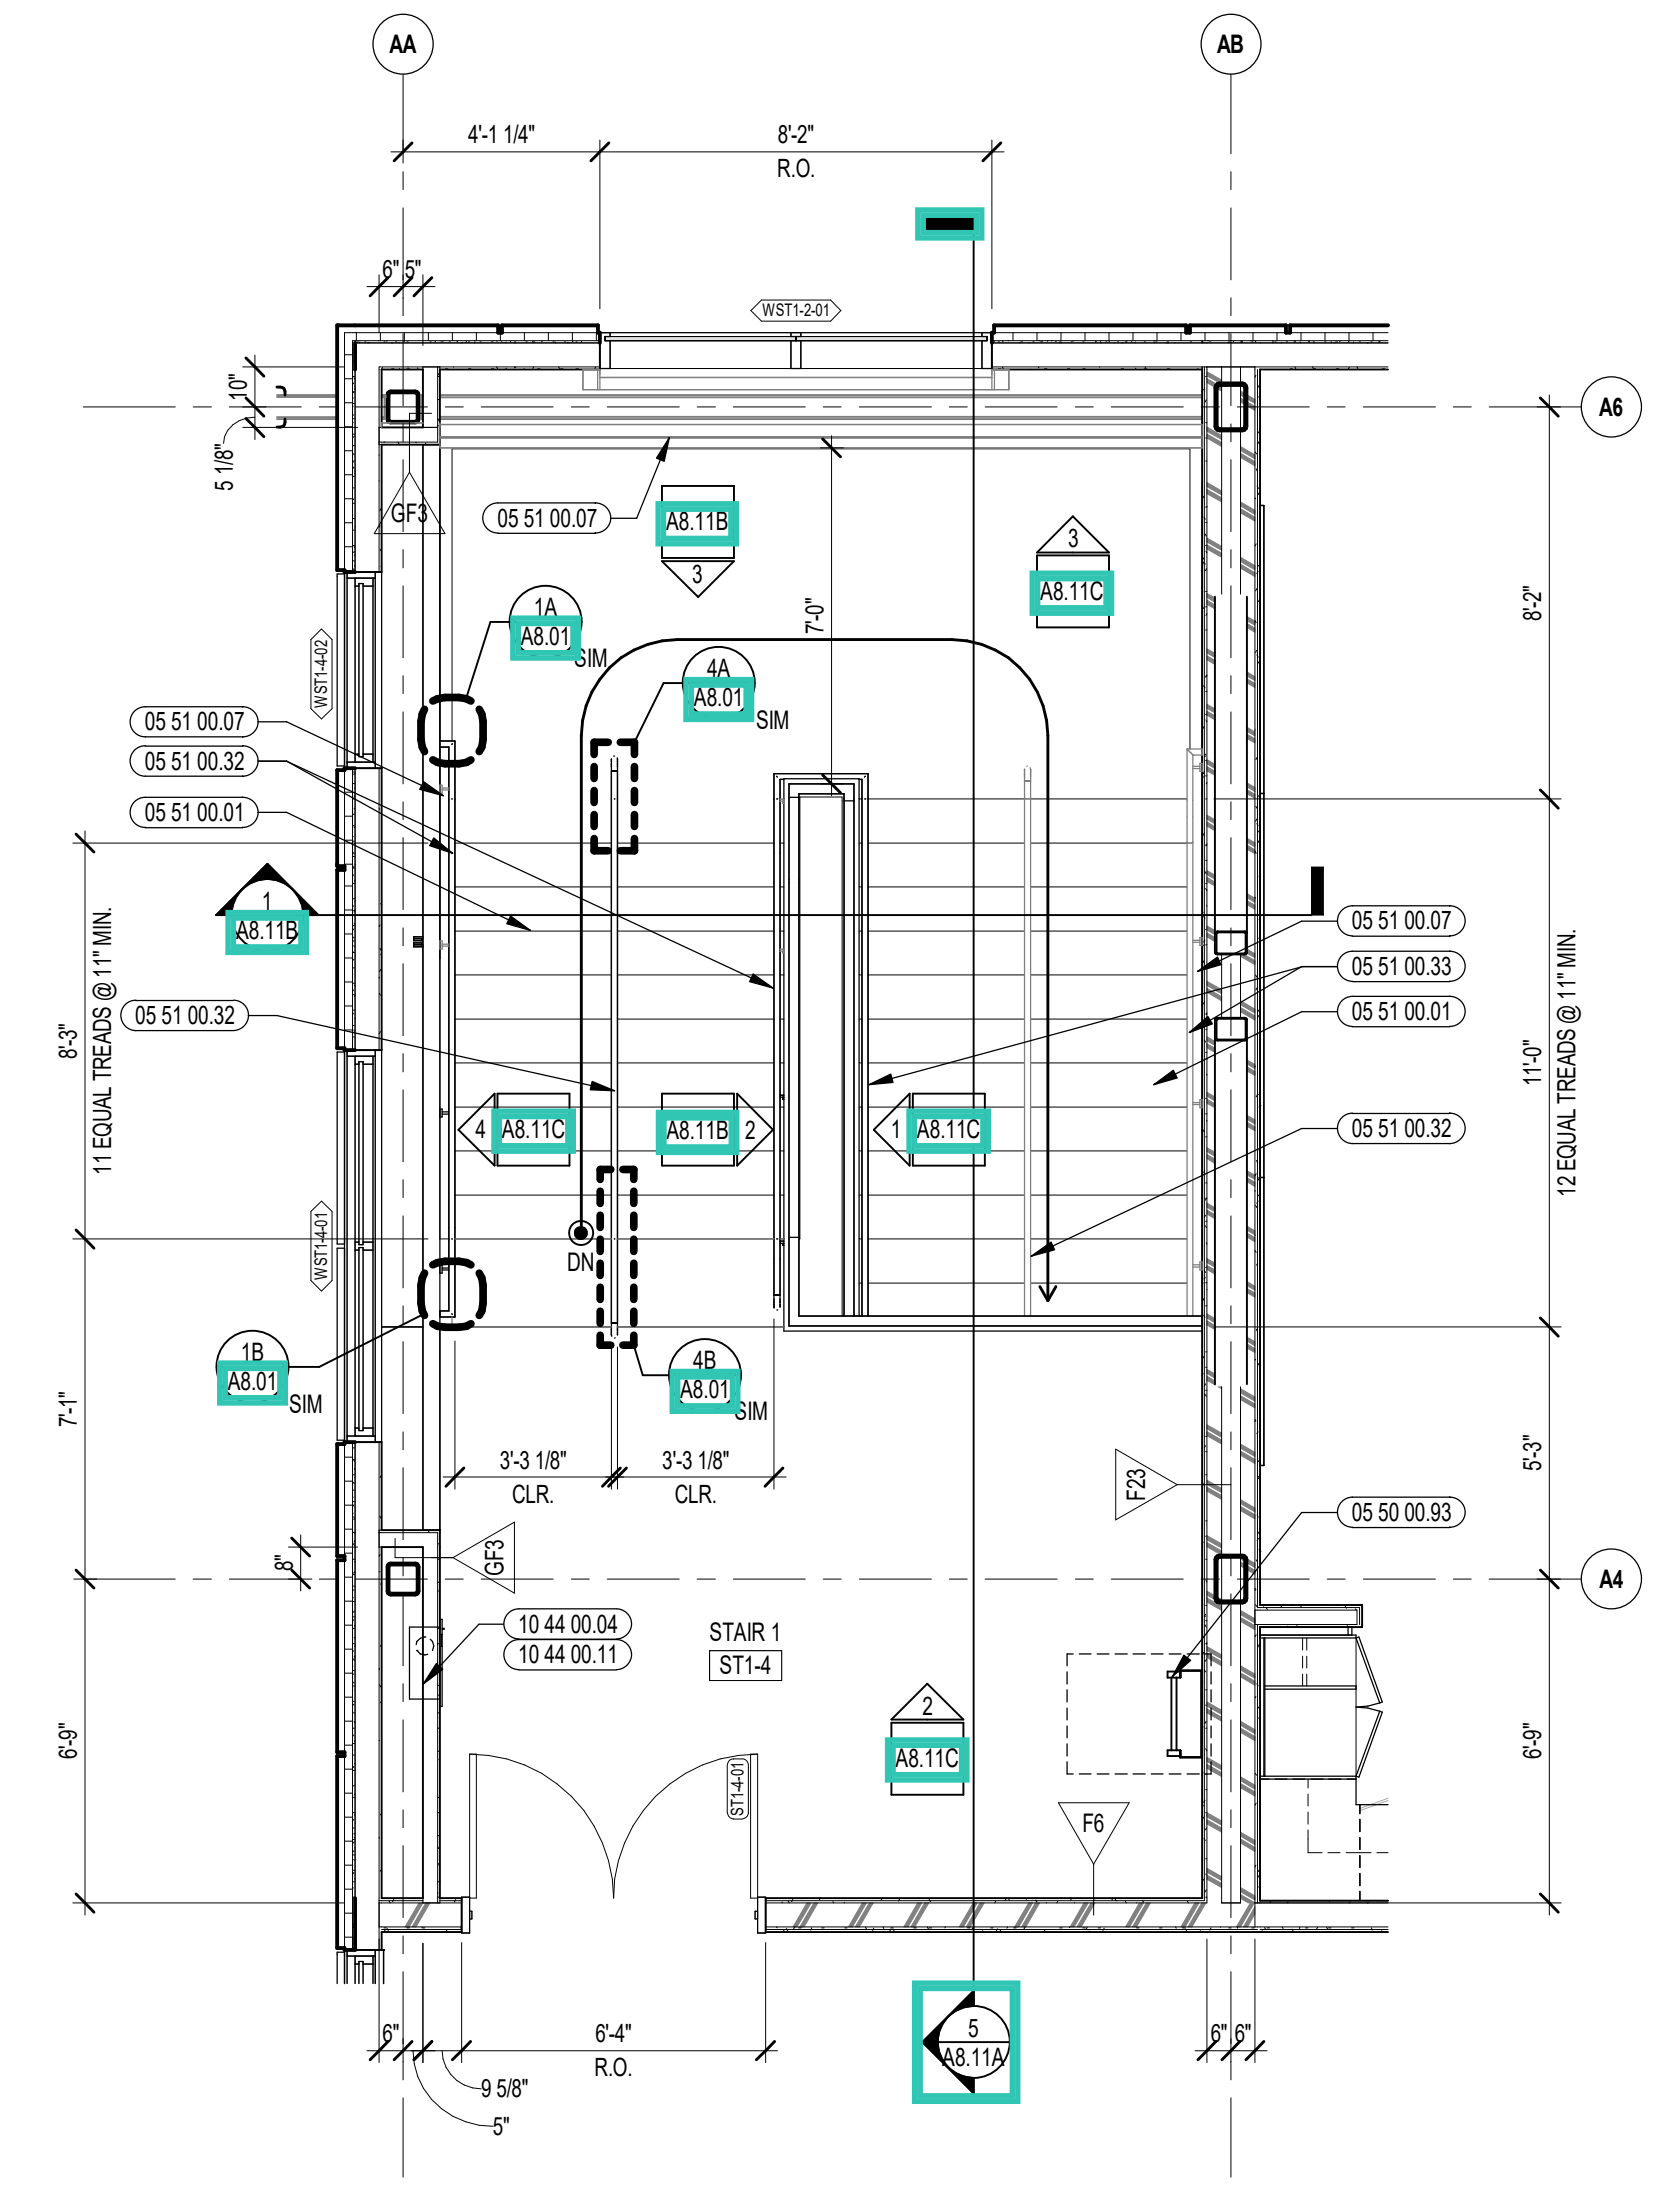 AA
AB
4'-1 1/4"
8'-2"
R.O.
6"
5"
WST1-2-01
10"
5 1/8"
A6
GF3
05 51 00.07
A8.11B
3
3
A8.11C
7'-0"
8'-2"
1A
A8.01
SIM
4A
A8.01
SIM
WST1-4-02
05 51 00.07
05 51 00.32
05 51 00.01
1
A8.11B
05 51 00.07
05 51 00.33
05 51 00.01
05 51 00.32
8'-3"
11 EQUAL TREADS @ 11" MIN.
11'-0"
12 EQUAL TREADS @ 11" MIN.
4
A8.11C
A8.11B
2
1
A8.11C
05 51 00.32
WST1-4-01
DN
1B
A8.01
SIM
4B
A8.01
SIM
7'-1"
5'-3"
3'-3 1/8"
CLR.
3'-3 1/8"
CLR.
F23
05 50 00.93
8"
GF3
A4
10 44 00.04
10 44 00.11
STAIR 1
ST1-4
2
A8.11C
ST1-4-01
F6
6'-9"
6'-9"
6"
6'-4"
R.O.
9 5/8"
5"
5
A8.11A
6"
6"